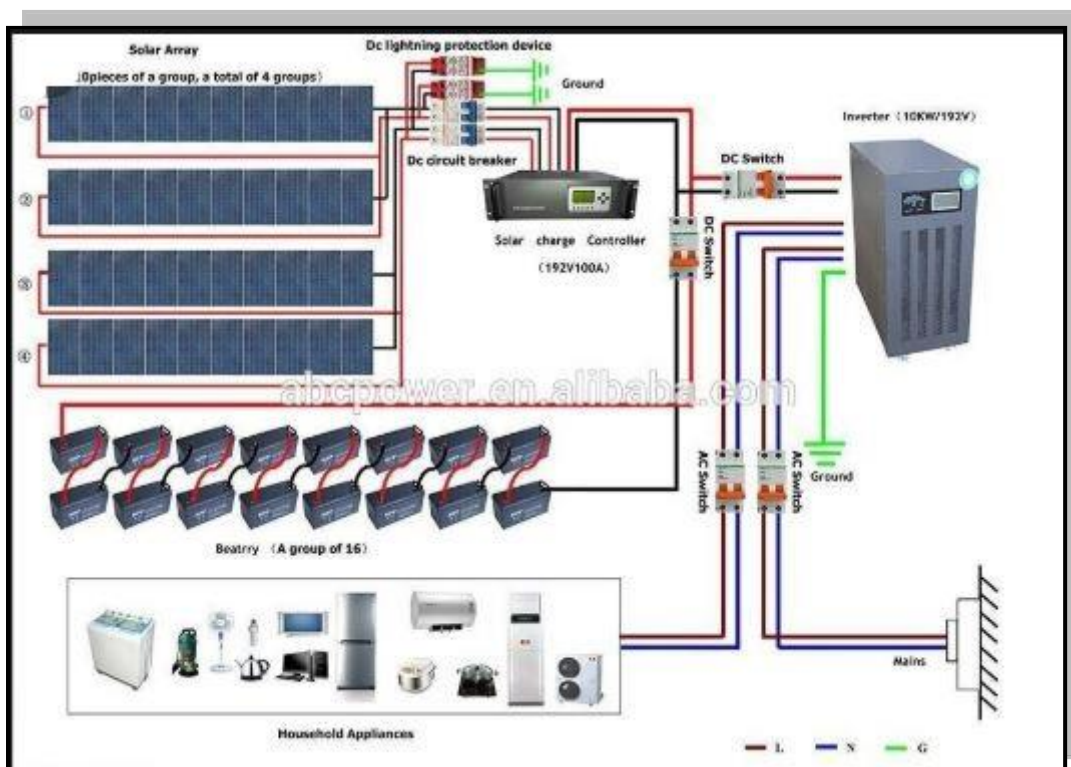 Solar Array
10pieces of a group, a total of 4 groups)
Dc lightning protection device
Ground
①
②
③
④
Dc circuit breaker
Solar charge Controller
(192V100A)
DC Switch
DC Switch
Inverter (10KW/192V)
abcpower.en.alibaba.com
AC Switch
AC Switch
Ground
Beatrry (A group of 16)
Mains
Household Appliances
L N G